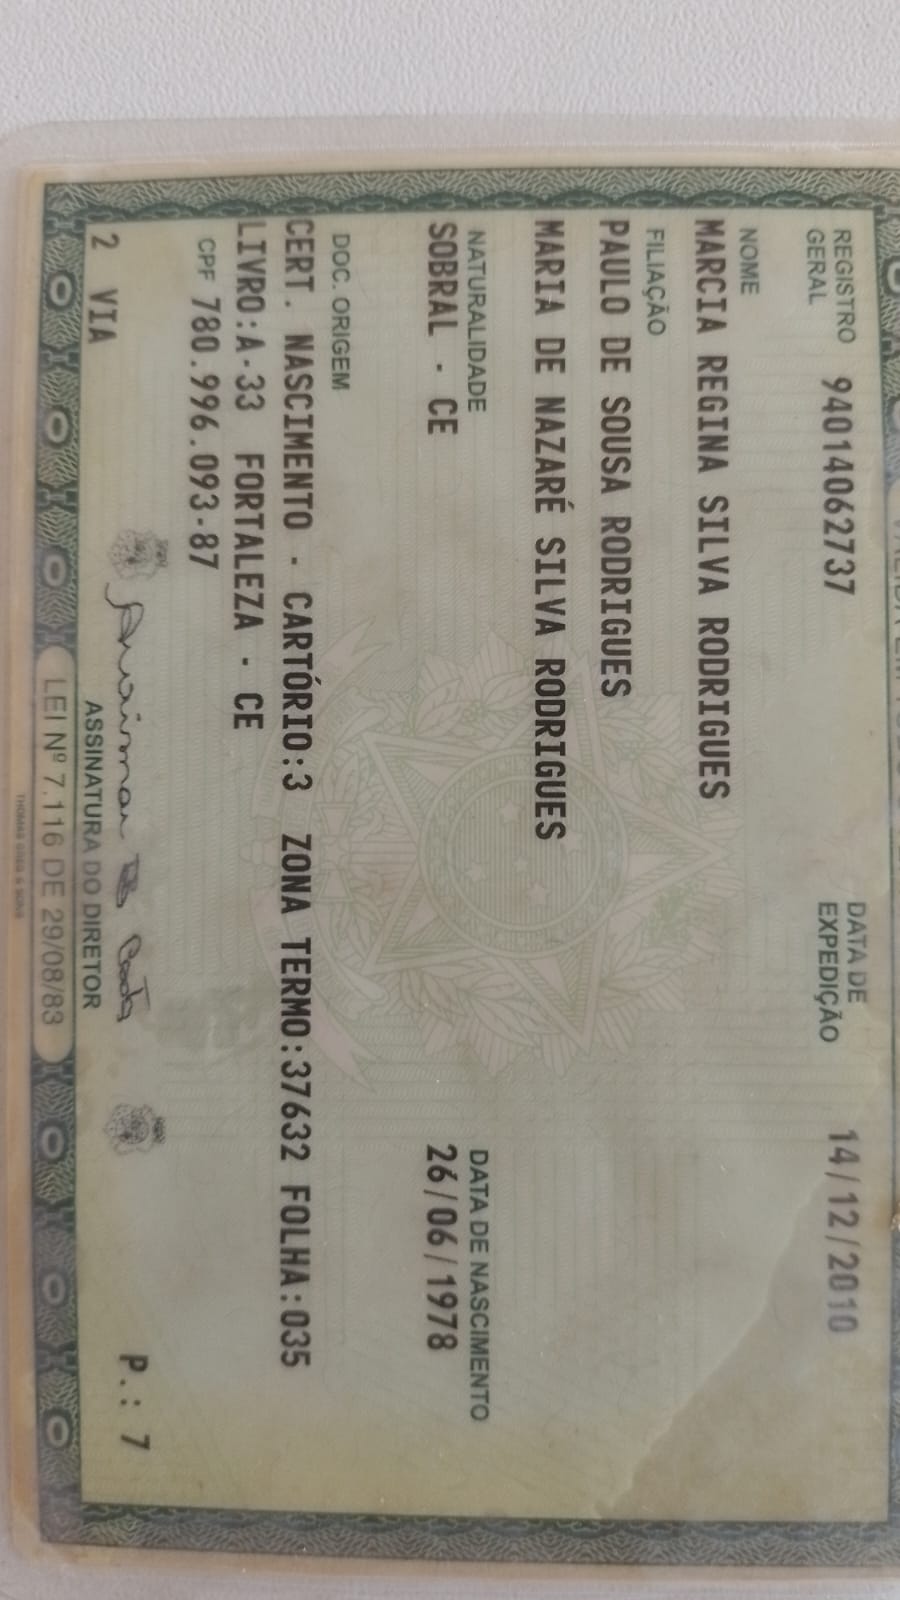 REGISTRO GERAL 94014062737 DATA DE EXPEDIÇÃO 14/12/2010
NOME
MARCIA REGINA SILVA RODRIGUES
FILIAÇÃO
PAULO DE SOUSA RODRIGUES
MARIA DE NAZARÉ SILVA RODRIGUES
NATURALIDADE DATA DE NASCIMENTO
SOBRAL - CE 26/06/1978
DOC. ORIGEM
CERT. NASCIMENTO - CARTÓRIO:3 ZONA TERMO:37632 FOLHA:035
LIVRO:A-33 FORTALEZA - CE
CPF 780.996.093-87
P.: 7
2 VIA
ASSINATURA DO DIRETOR
LEI Nº 7.116 DE 29/08/83